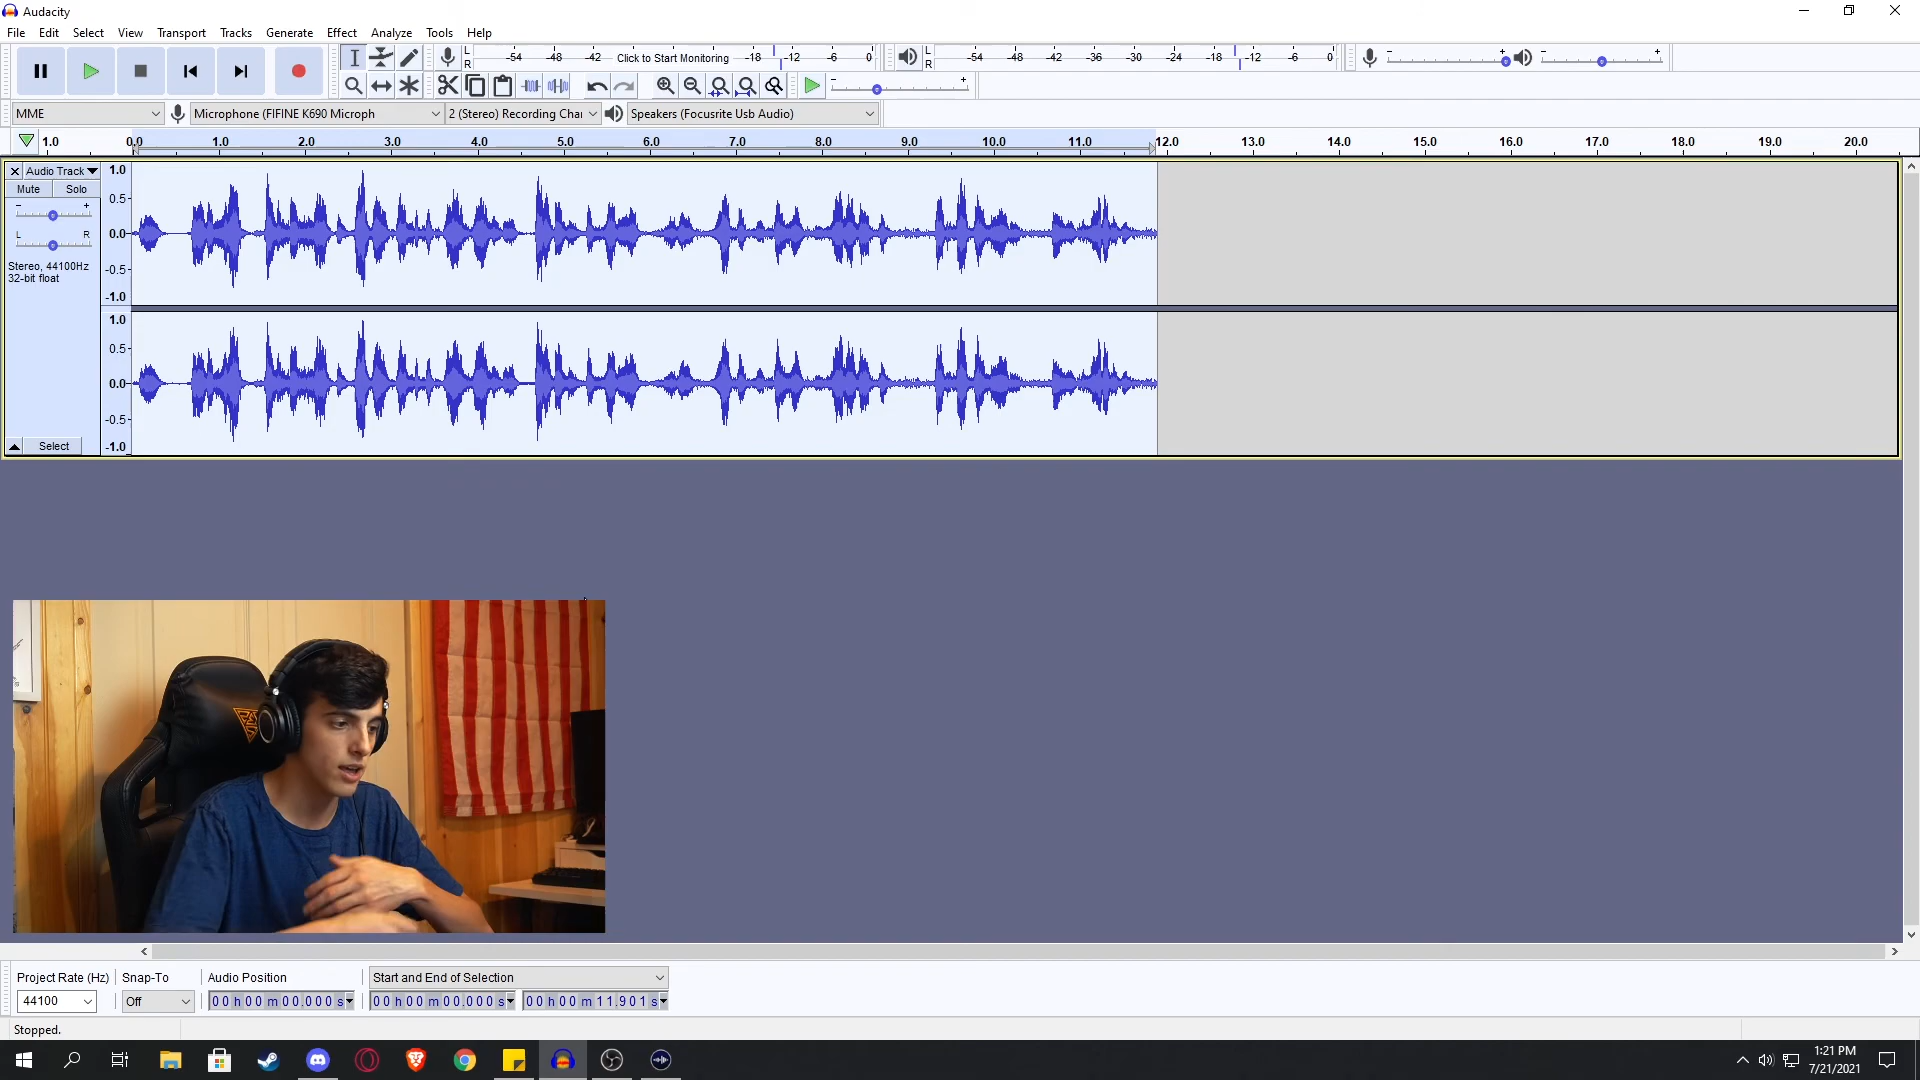 Audacity
File Edit Select View Transport Tracks Generate Effect Analyze Tools Help
L R -54 -48 -42 Click to Start Monitoring -18 -12 -6 0 L R -54 -48 -42 -36 -30 -24 -18 -12 -6 0
MME Microphone (FIFINE K690 Microph 2 (Stereo) Recording Char Speakers (Focusrite Usb Audio)
1.0 0.0 1.0 2.0 3.0 4.0 5.0 6.0 7.0 8.0 9.0 10.0 11.0 12.0 13.0 14.0 15.0 16.0 17.0 18.0 19.0 20.0
Audio Track
Mute Solo
- +
L R
Stereo, 44100Hz
32-bit float
Select
1.0
0.5
0.0
-0.5
-1.0
1.0
0.5
0.0
-0.5
-1.0
Project Rate (Hz) Snap-To Audio Position Start and End of Selection
44100 Off 00 h 00 m 00.000 s 00 h 00 m 00.000 s 00 h 00 m 11.901 s
Stopped.
1:21 PM
7/21/2021